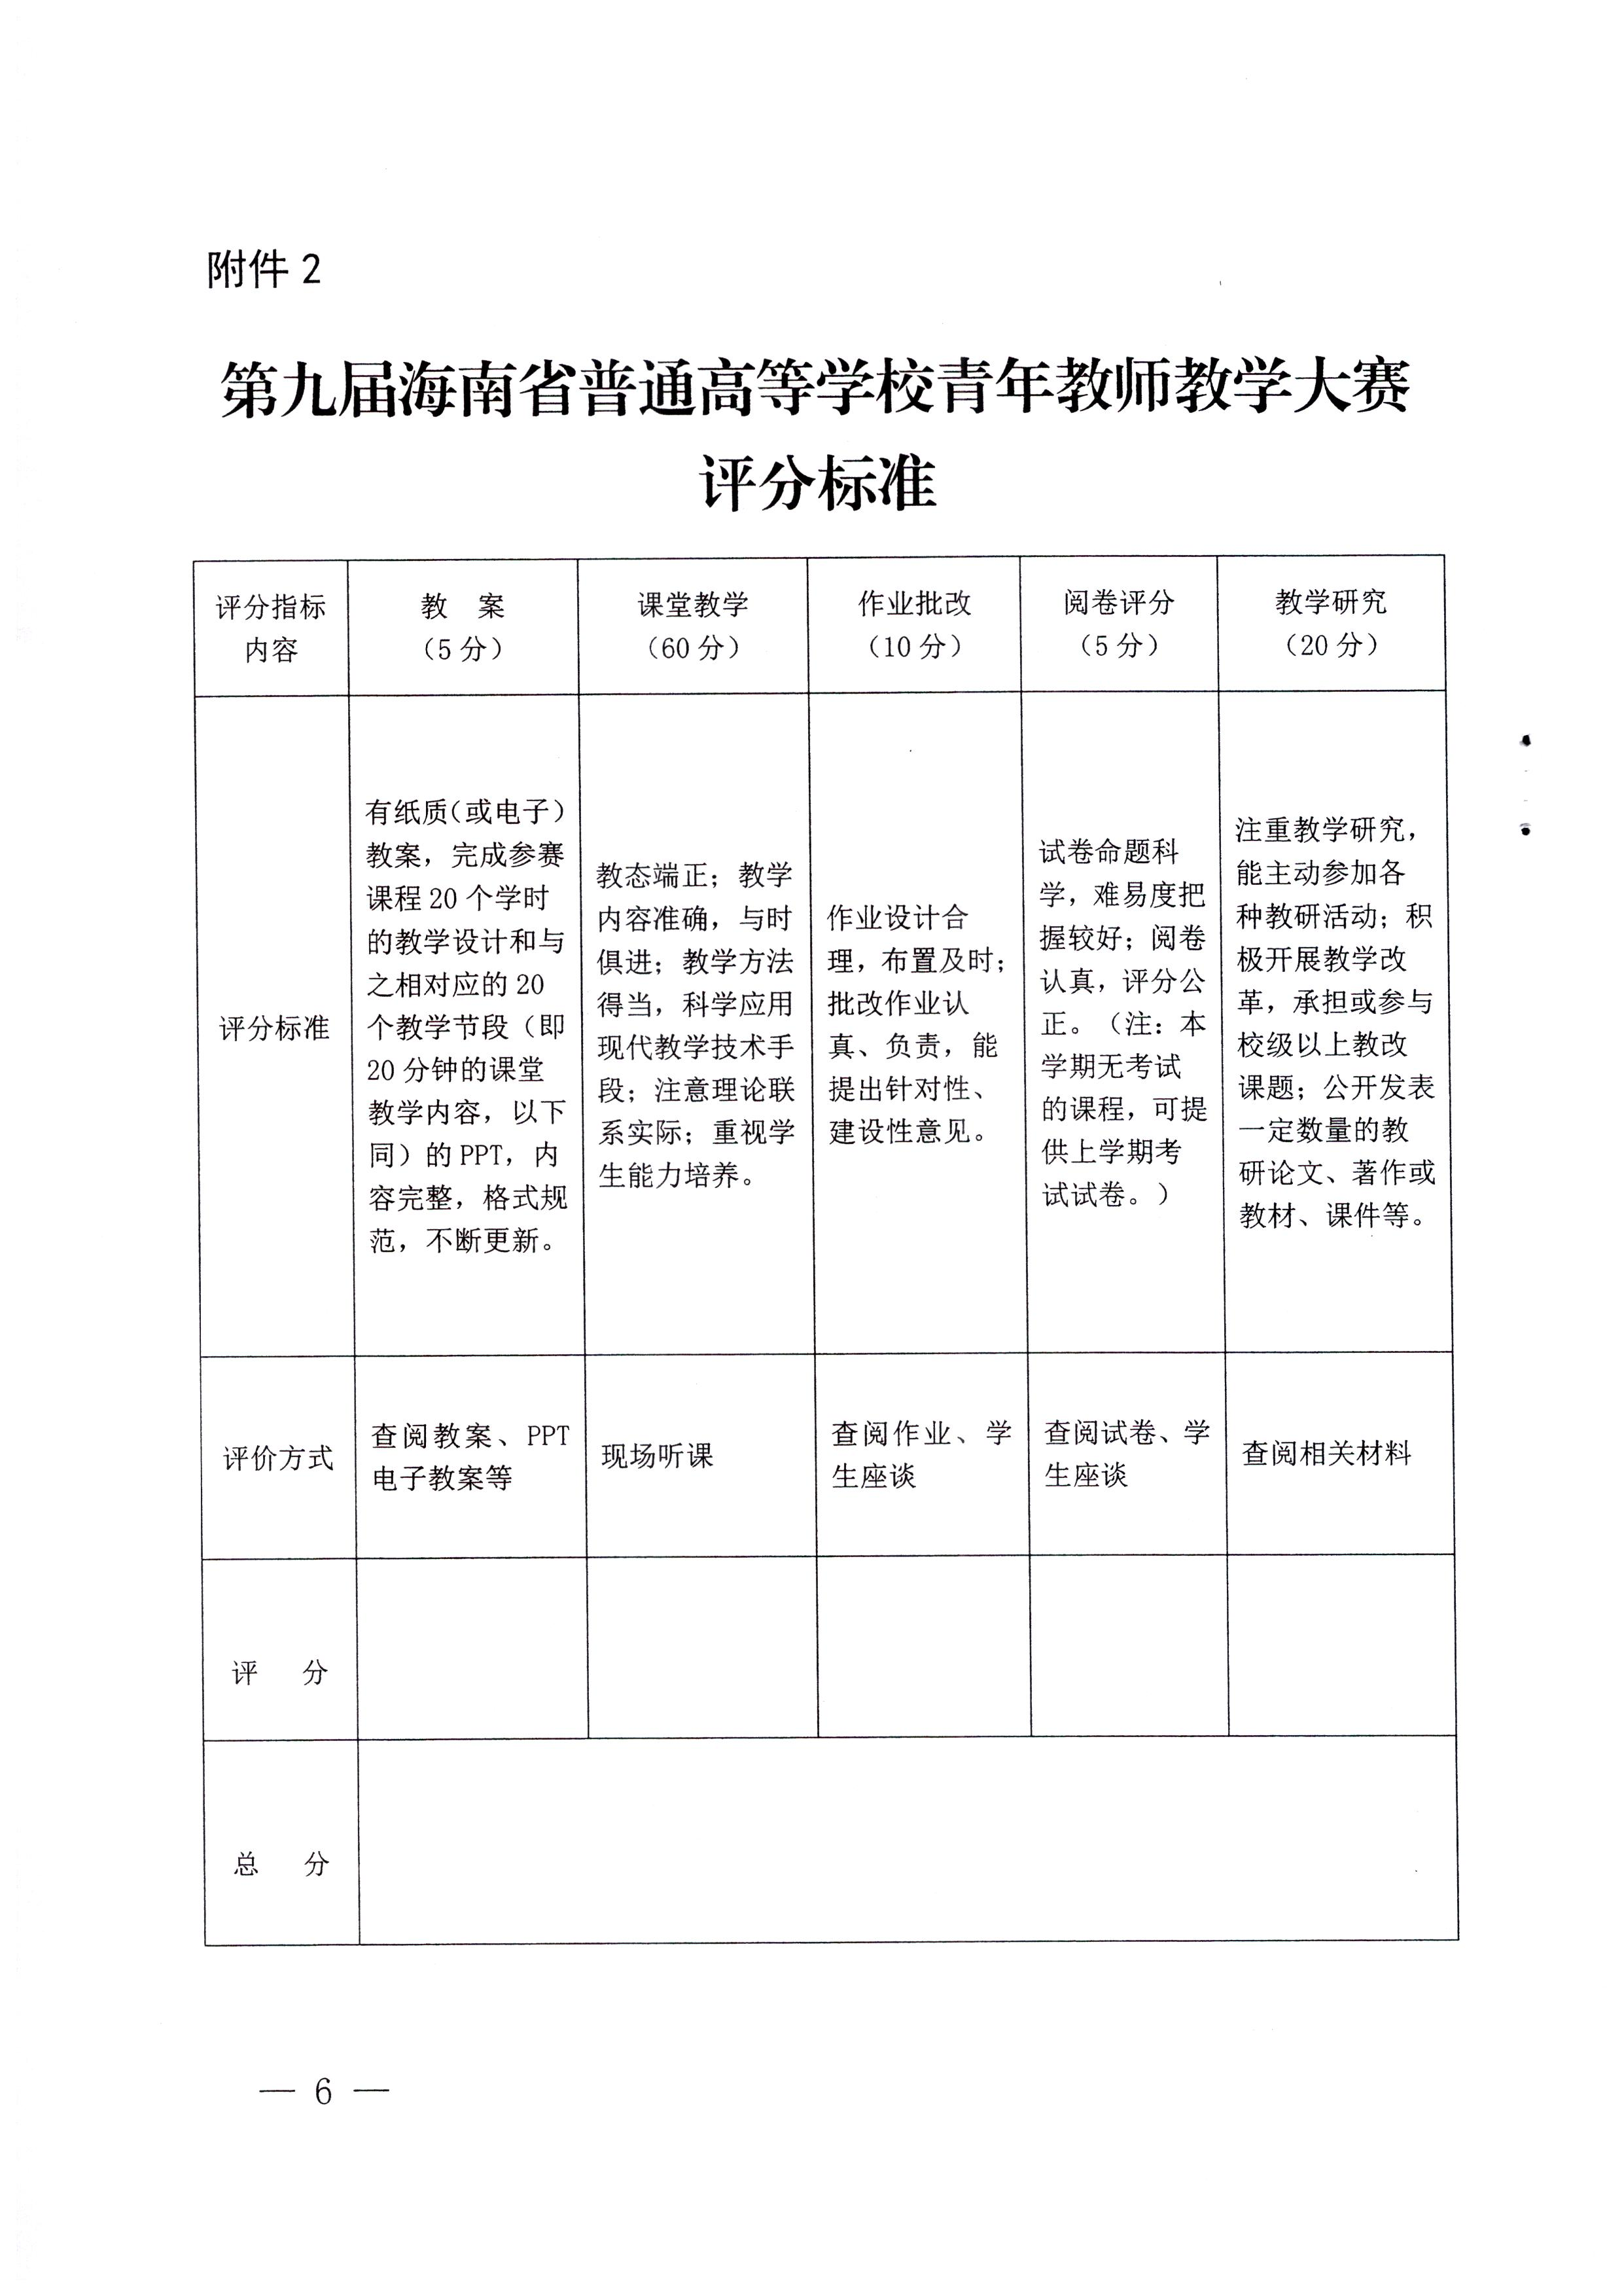 附件 2
第九届海南省普通高等学校青年教师教学大赛
评分标准
评分指标
内容
教 案
（5 分）
课堂教学
（60 分）
作业批改
（10 分）
阅卷评分
（5 分）
教学研究
（20 分）
评分标准
有纸质（或电子）
教案，完成参赛
课程 20 个学时
的教学设计和与
之相对应的 20
个教学节段（即
20 分钟的课堂
教学内容，以下
同）的 PPT，内
容完整，格式规
范，不断更新。
教态端正；教学
内容准确，与时
俱进；教学方法
得当，科学应用
现代教学技术手
段；注意理论联
系实际；重视学
生能力培养。
作业设计合
理，布置及时；
批改作业认
真、负责，能
提出针对性、
建设性意见。
试卷命题科
学，难易度把
握较好；阅卷
认真，评分公
正。（注：本
学期无考试
的课程，可提
供上学期考
试试卷。）
注重教学研究，
能主动参加各
种教研活动；积
极开展教学改
革，承担或参与
校级以上教改
课题；公开发表
一定数量的教
研论文、著作或
教材、课件等。
评价方式
查阅教案、PPT
电子教案等
现场听课
查阅作业、学
生座谈
查阅试卷、学
生座谈
查阅相关材料
评 分
总 分
— 6 —